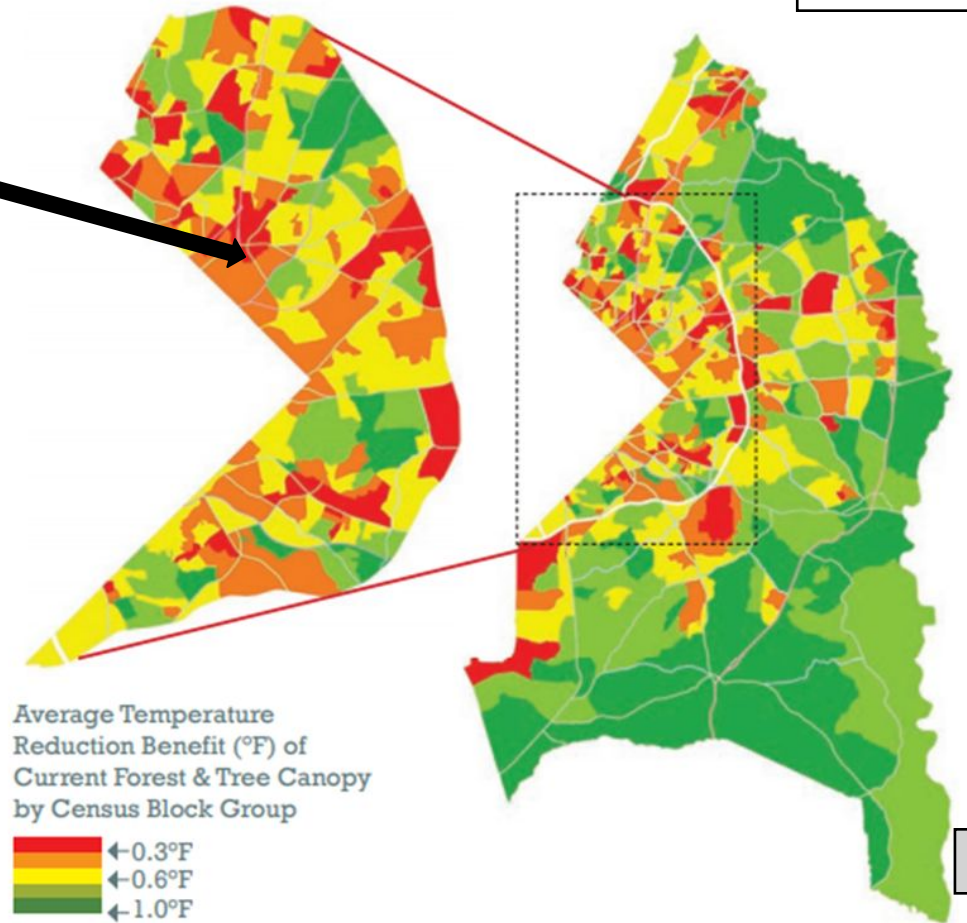 Average Temperature
Reduction Benefit (°F) of
Current Forest & Tree Canopy
by Census Block Group
0.3°F
0.6°F
1.0°F